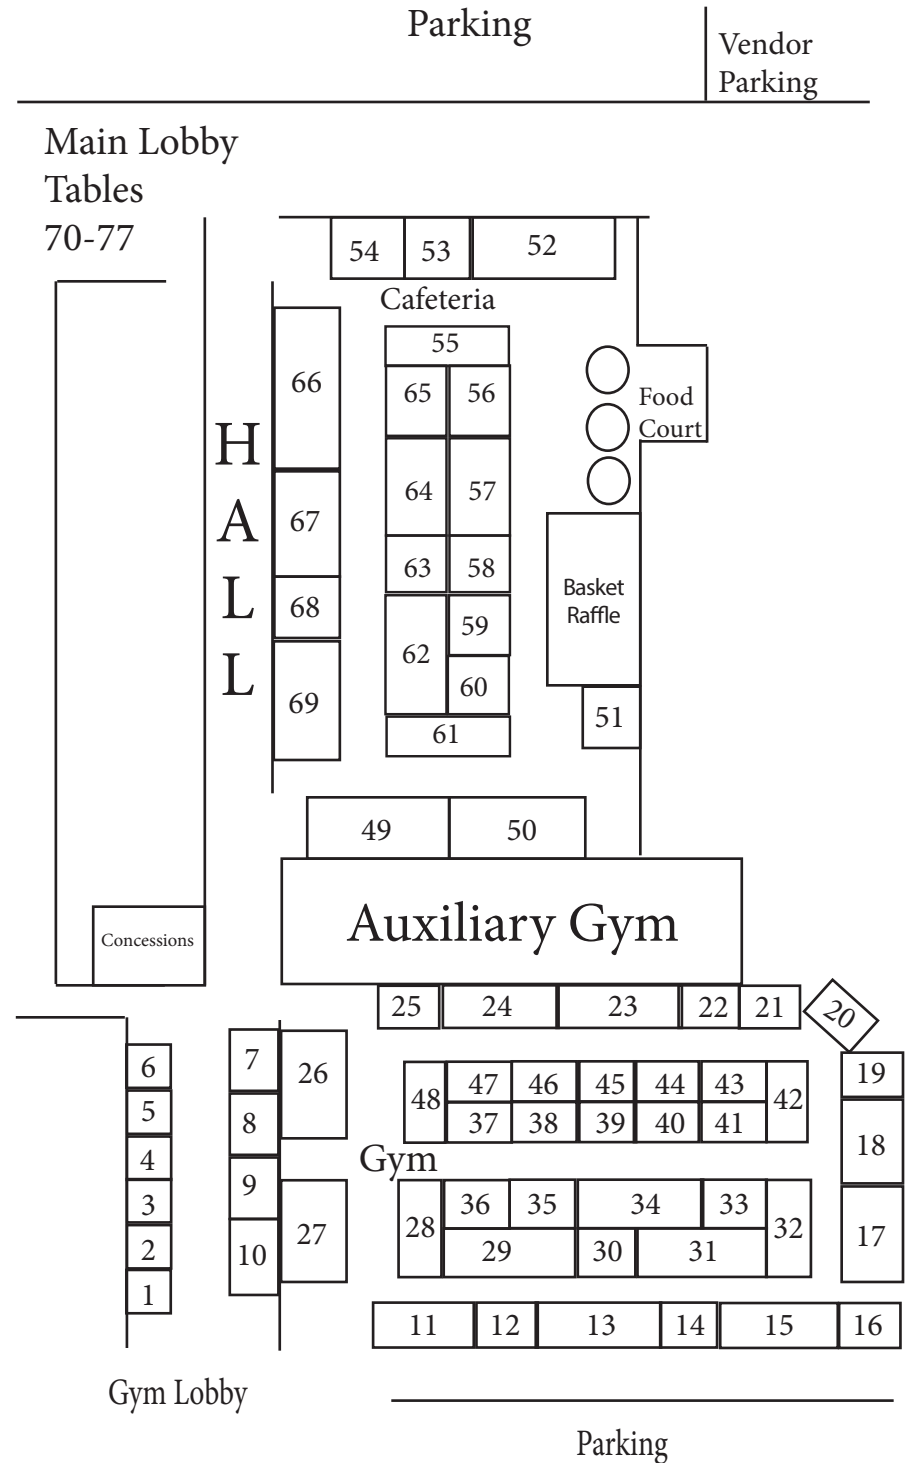 Parking
Vendor
Parking
Main Lobby
Tables
70-77
54 53 52
Cafeteria
55
66
65 56
Food
Court
H
A
L
L
64 57
67
63 58
Basket
Raffle
68
59
62
60
69
51
61
49 50
Auxiliary Gym
Concessions
25 24 23 22 21 20
6
5
4
3
2
1
7
8
9
10
26
27
48 47 46 45 44 43 42
37 38 39 40 41
19
18
17
Gym
28 36 35 34 33 32
29 30 31
11 12 13 14 15 16
Gym Lobby
Parking